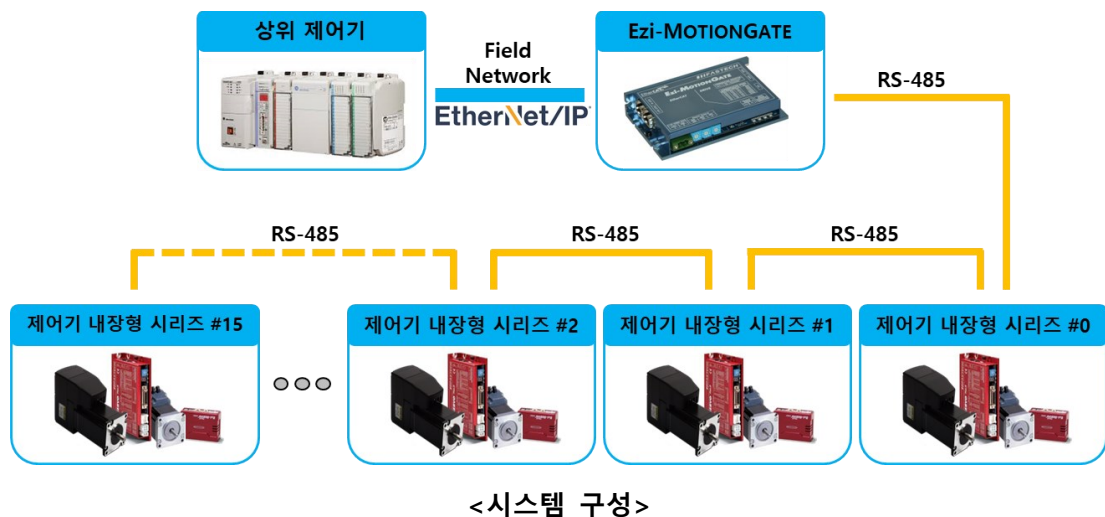 상위 제어기
Field
Network
EtherNet/IP
Ezi-MOTIONGATE
FASTECH
Ezi-MOTIONGATE
RS-485
RS-485
RS-485
RS-485
제어기 내장형 시리즈 #15
제어기 내장형 시리즈 #2
제어기 내장형 시리즈 #1
제어기 내장형 시리즈 #0
<시스템 구성>